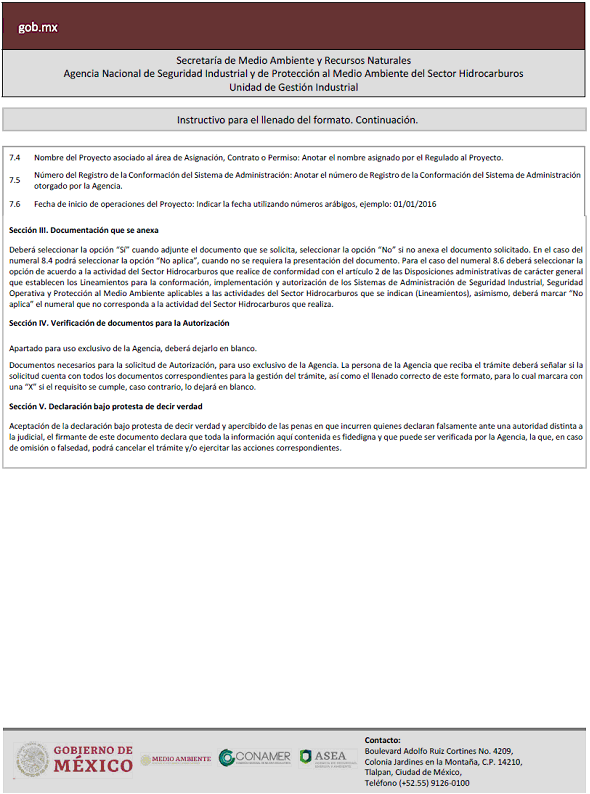 gob.mx
Secretaría de Medio Ambiente y Recursos Naturales
Agencia Nacional de Seguridad Industrial y de Protección al Medio Ambiente del Sector Hidrocarburos
Unidad de Gestión Industrial
Instructivo para el llenado del formato. Continuación.
7.4 Nombre del Proyecto asociado al área de Asignación, Contrato o Permiso: Anotar el nombre asignado por el Regulado al Proyecto.
7.5 Número del Registro de la Conformación del Sistema de Administración: Anotar el número de Registro de la Conformación del Sistema de Administración
otorgado por la Agencia.
7.6 Fecha de inicio de operaciones del Proyecto: Indicar la fecha utilizando números arábigos, ejemplo: 01/01/2016
Sección III. Documentación que se anexa
Deberá seleccionar la opción “Sí” cuando adjunte el documento que se solicita, seleccionar la opción “No” si no anexa el documento solicitado. En el caso del
numeral 8.4 podrá seleccionar la opción “No aplica”, cuando no se requiera la presentación del documento. Para el caso del numeral 8.6 deberá seleccionar la
opción de acuerdo a la actividad del Sector Hidrocarburos que realice de conformidad con el artículo 2 de las Disposiciones administrativas de carácter general
que establecen los Lineamientos para la conformación, implementación y autorización de los Sistemas de Administración de Seguridad Industrial, Seguridad
Operativa y Protección al Medio Ambiente aplicables a las actividades del Sector Hidrocarburos que se indican (Lineamientos), asimismo, deberá marcar “No
aplica” el numeral que no corresponda a la actividad del Sector Hidrocarburos que realiza.
Sección IV. Verificación de documentos para la Autorización
Apartado para uso exclusivo de la Agencia, deberá dejarlo en blanco.
Documentos necesarios para la solicitud de Autorización, para uso exclusivo de la Agencia. La persona de la Agencia que reciba el trámite deberá señalar si la
solicitud cuenta con todos los documentos correspondientes para la gestión del trámite, así como el llenado correcto de este formato, para lo cual marcara con
una “X” si el requisito se cumple, caso contrario, lo dejará en blanco.
Sección V. Declaración bajo protesta de decir verdad
Aceptación de la declaración bajo protesta de decir verdad y apercibido de las penas en que incurren quienes declaran falsamente ante una autoridad distinta a
la judicial, el firmante de este documento declara que toda la información aquí contenida es fidedigna y que puede ser verificada por la Agencia, la que, en caso
de omisión o falsedad, podrá cancelar el trámite y/o ejercitar las acciones correspondientes.
GOBIERNO DE
MÉXICO
MEDIO AMBIENTE
CONAMER
ASEA
Contacto:
Boulevard Adolfo Ruiz Cortines No. 4209,
Colonia Jardines en la Montaña, C.P. 14210,
Tlalpan, Ciudad de México,
Teléfono (+52.55) 9126-0100